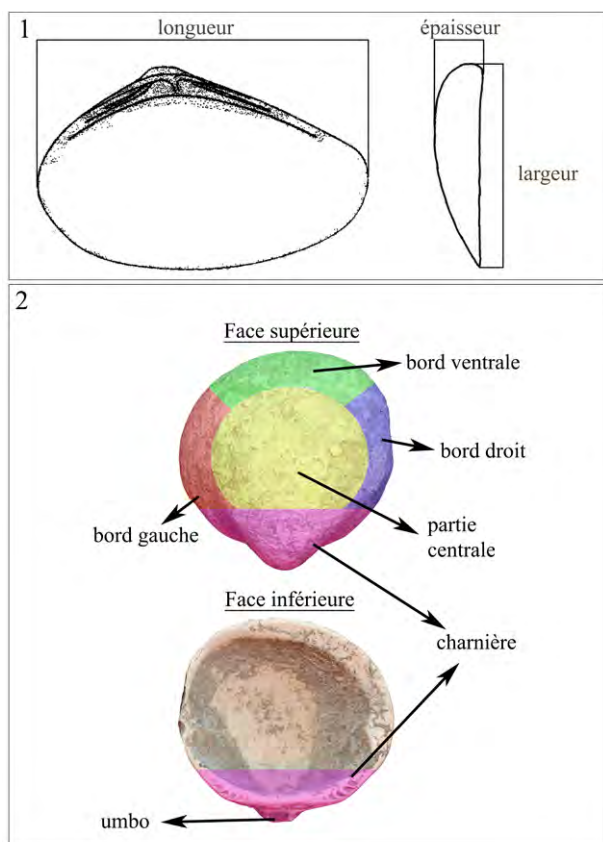 1
longueur
épaisseur
largeur
2
Face supérieure
bord ventrale
bord droit
bord gauche
partie
centrale
Face inférieure
charnière
umbo